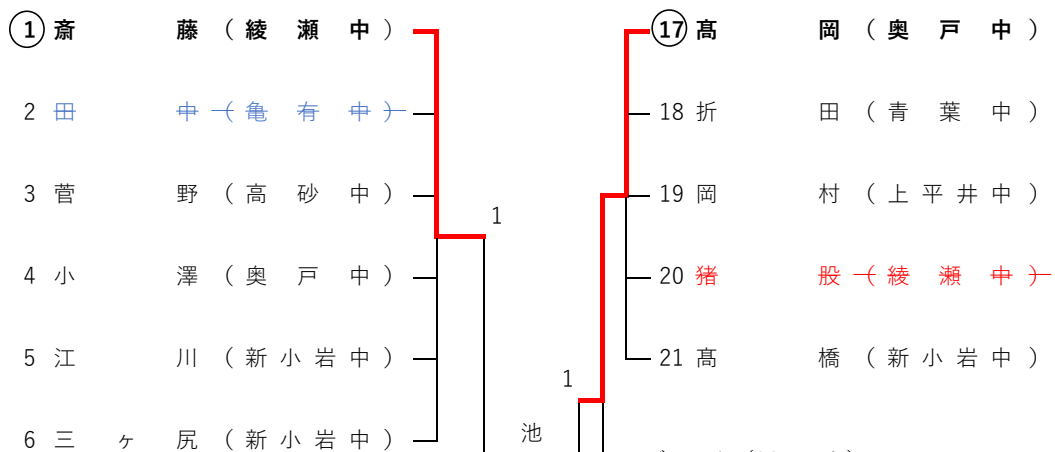 1 斎藤（綾瀬中）
2 田中（亀有中）
3 菅野（高砂中）
1
4 小澤（奥戸中）
5 江川（新小岩中）
6 三ヶ尻（新小岩中）
池
17 髙岡（奥戸中）
18 折田（青葉中）
19 岡村（上平井中）
20 猪股（綾瀬中）
21 髙橋（新小岩中）
1